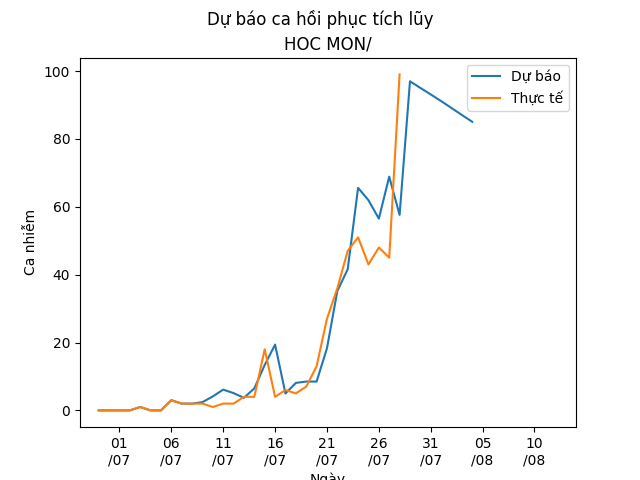 Dự báo ca hồi phục tích lũy
HOC MON/
Dự báo
Thực tế
Ca nhiễm
100
80
60
40
20
0
01 06 11 16 21 26 31 05 10
/07 /07 /07 /07 /07 /07 /07 /08 /08
Ngày